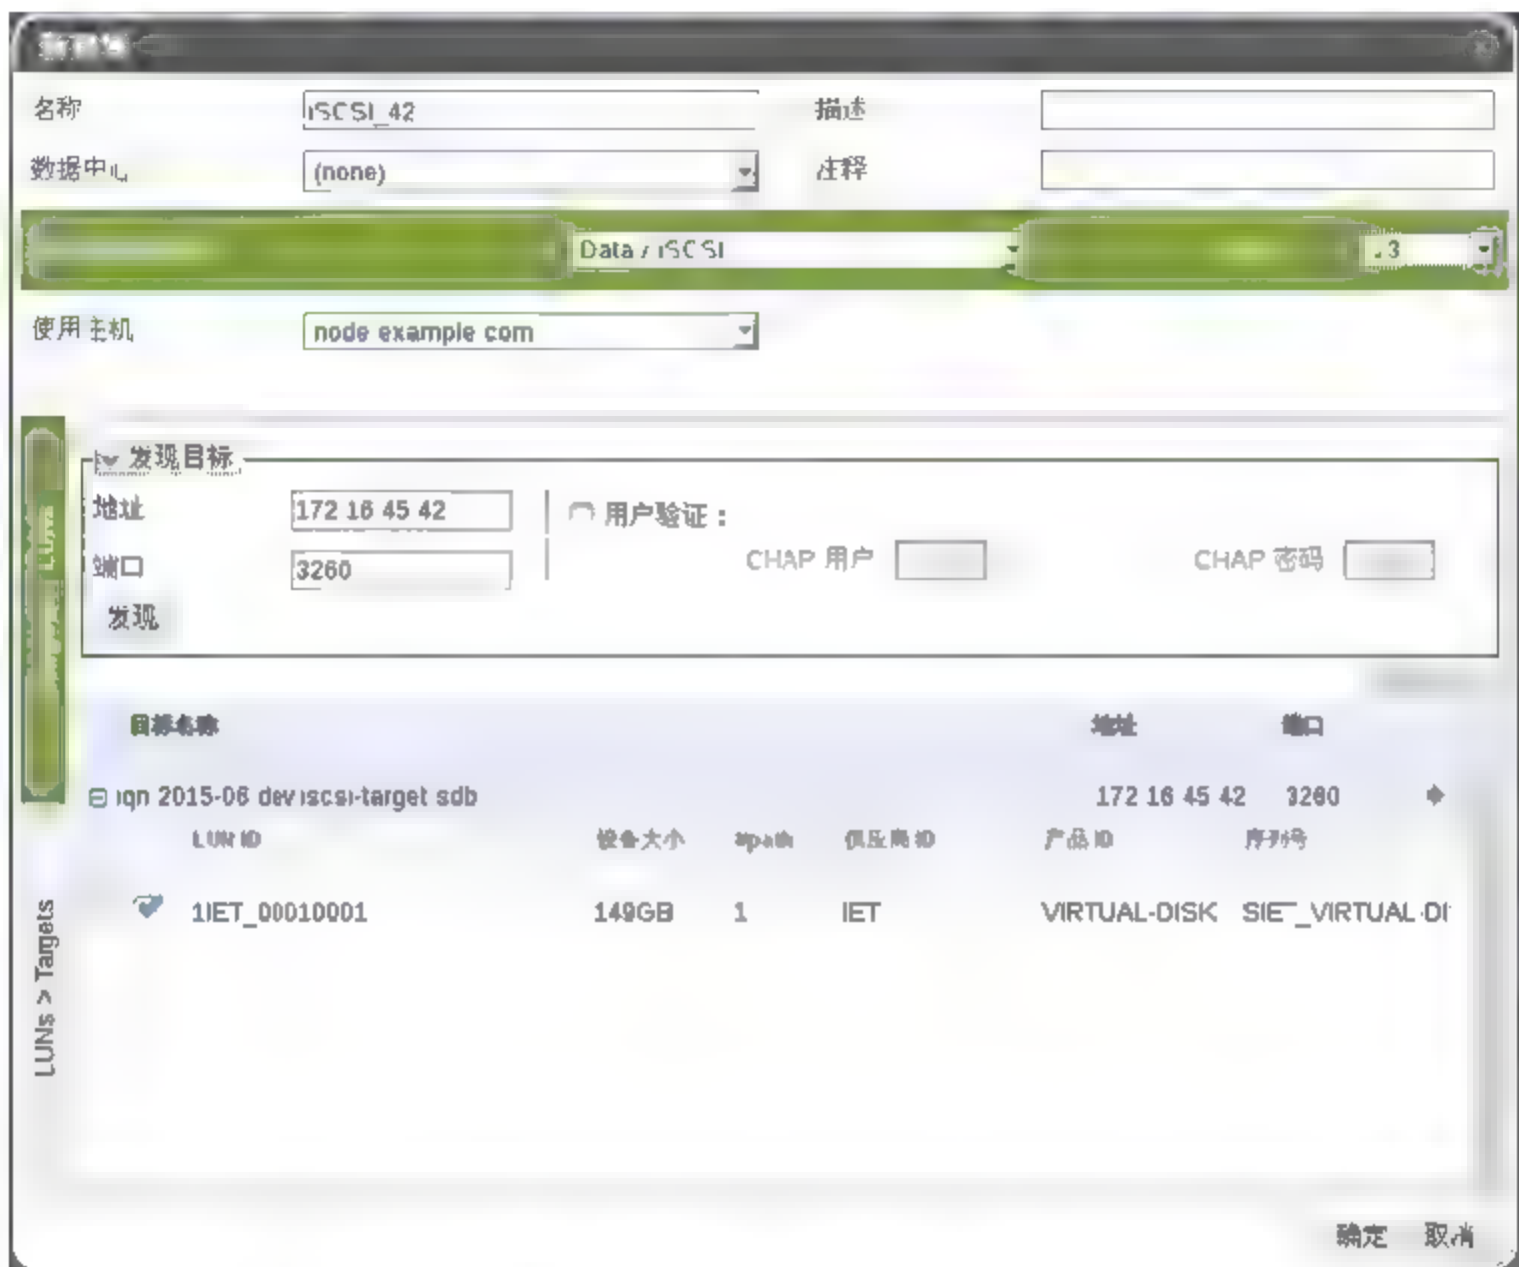 名称 iSCSI_42 描述
数据中心 (none) 注释
Data / iSCSI .3
使用主机 node example com
发现目标
地址 172 16 45 42 用户验证：
端口 3260 CHAP 用户 CHAP 密码
发现
目标名称 地址 端口
iqn 2015-06 dev iscsi-target sdb 172 16 45 42 3260
LUN ID 设备大小 #path 供应商 ID 产品 ID 序列号
1IET_00010001 149GB 1 IET VIRTUAL-DISK SIET_VIRTUAL-DI
LUNs > Targets
确定 取消